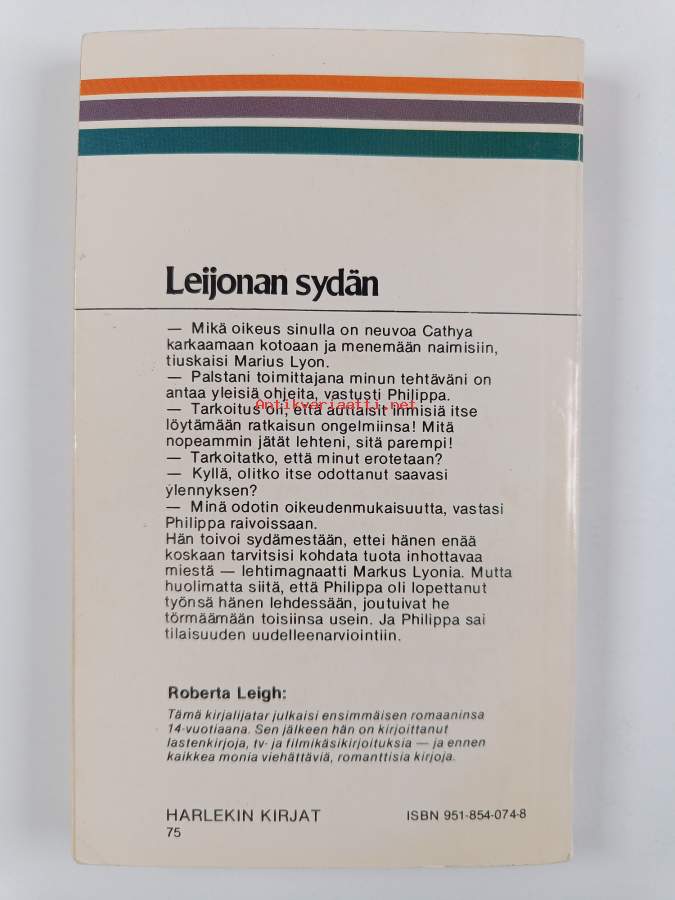 Leijonan sydän
— Mikä oikeus sinulla on neuvoa Cathya
karkaamaan kotoaan ja menemään naimisiin,
tiuskaisi Marius Lyon.
— Palstani toimittajana minun tehtäväni on
antaa yleisiä ohjeita, vastusti Philippa.
Antikvariaatti.net
— Tarkoitus oli, että auttaisit ihmisiä itse
löytämään ratkaisun ongelmiinsa! Mitä
nopeammin jätät lehteni, sitä parempi!
— Tarkoitatko, että minut erotetaan?
— Kyllä, olitko itse odottanut saavasi
ylennyksen?
— Minä odotin oikeudenmukaisuutta, vastasi
Philippa raivoissaan.
Hän toivoi sydämestään, ettei hänen enää
koskaan tarvitsisi kohdata tuota inhottavaa
miestä — lehtimagnaatti Markus Lyonia. Mutta
huolimatta siitä, että Philippa oli lopettanut
työnsä hänen lehdessään, joutuivat he
törmäämään toisiinsa usein. Ja Philippa sai
tilaisuuden uudelleenarviointiin.
Roberta Leigh:
Tämä kirjalijatar julkaisi ensimmäisen romaaninsa
14-vuotiaana. Sen jälkeen hän on kirjoittanut
lastenkirjoja, tv- ja filmikäsikirjoituksia — ja ennen
kaikkea monia viehättäviä, romanttisia kirjoja.
HARLEKIN KIRJAT
75
ISBN 951-854-074-8